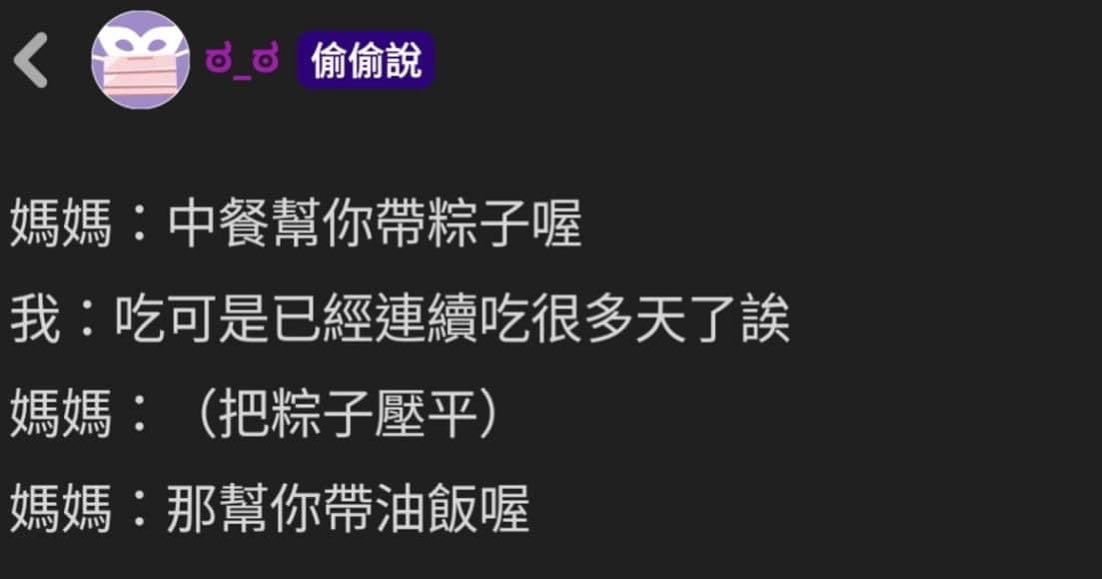 ಠ_ಠ 偷偷說
媽媽：中餐幫你帶粽子喔
我：吃可是已經連續吃很多天了誒
媽媽：（把粽子壓平）
媽媽：那幫你帶油飯喔